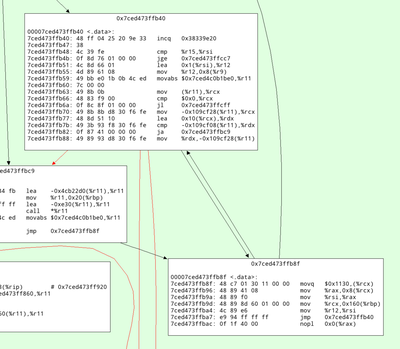 0x7ced473ffb40
00007ced473ffb40 <.data>:
7ced473ffb40: 48 ff 04 25 20 9e 33 incq 0x38339e20
7ced473ffb47: 38
7ced473ffb48: 4c 39 fe cmp %r15,%rsi
7ced473ffb4b: 0f 8d 76 01 00 00 jge 0x7ced473ffcc7
7ced473ffb51: 4c 8d 66 01 lea 0x1(%rsi),%r12
7ced473ffb55: 4d 89 61 08 mov %r12,0x8(%r9)
7ced473ffb59: 49 bb e0 1b 0b 4c ed movabs $0x7ced4c0b1be0,%r11
7ced473ffb60: 7c 00 00
7ced473ffb63: 49 8b 0b mov (%r11),%rcx
7ced473ffb66: 48 83 f9 00 cmp $0x0,%rcx
7ced473ffb6a: 0f 8c 8f 01 00 00 jl 0x7ced473ffcff
7ced473ffb70: 49 8b 8b d8 30 f6 fe mov -0x109cf28(%r11),%rcx
7ced473ffb77: 48 8d 51 10 lea 0x10(%rcx),%rdx
7ced473ffb7b: 49 3b 93 f8 30 f6 fe cmp -0x109cf08(%r11),%rdx
7ced473ffb82: 0f 87 41 00 00 00 ja 0x7ced473ffbc9
7ced473ffb88: 49 89 93 d8 30 f6 fe mov %rdx,-0x109cf28(%r11)
ced473ffbc9
34 fb lea -0x4cb22d0(%r11),%r11
mov %r11,0x20(%rbp)
ff ff lea -0xe30(%r11),%r11
call *%r11
4c ed movabs $0x7ced4c0b1be0,%r11
jmp 0x7ced473ffb8f
(%rip) # 0x7ced473ff920
ced473ff860,%r11
60(%r11),%r11
0x7ced473ffb8f
00007ced473ffb8f <.data>:
7ced473ffb8f: 48 c7 01 30 11 00 00 movq $0x1130,(%rcx)
7ced473ffb96: 48 89 41 08 mov %rax,0x8(%rcx)
7ced473ffb9a: 48 89 f0 mov %rsi,%rax
7ced473ffb9d: 48 89 8d 60 01 00 00 mov %rcx,0x160(%rbp)
7ced473ffba4: 4c 89 e6 mov %r12,%rsi
7ced473ffba7: e9 94 ff ff ff jmp 0x7ced473ffb40
7ced473ffbac: 0f 1f 40 00 nopl 0x0(%rax)